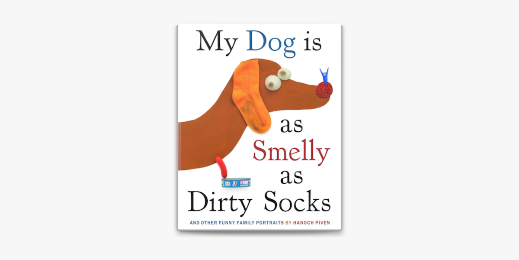 My Dog is
as
Smelly
as
Dirty Socks
AND OTHER FUNNY FAMILY PORTRAITS BY HANOCH PIVEN